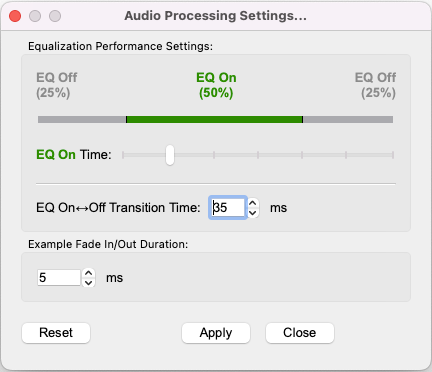 Audio Processing Settings...
Equalization Performance Settings:
EQ Off EQ On EQ Off
(25%) (50%) (25%)
EQ On Time:
EQ On↔Off Transition Time: 35 ms
Example Fade In/Out Duration:
5 ms
Reset Apply Close